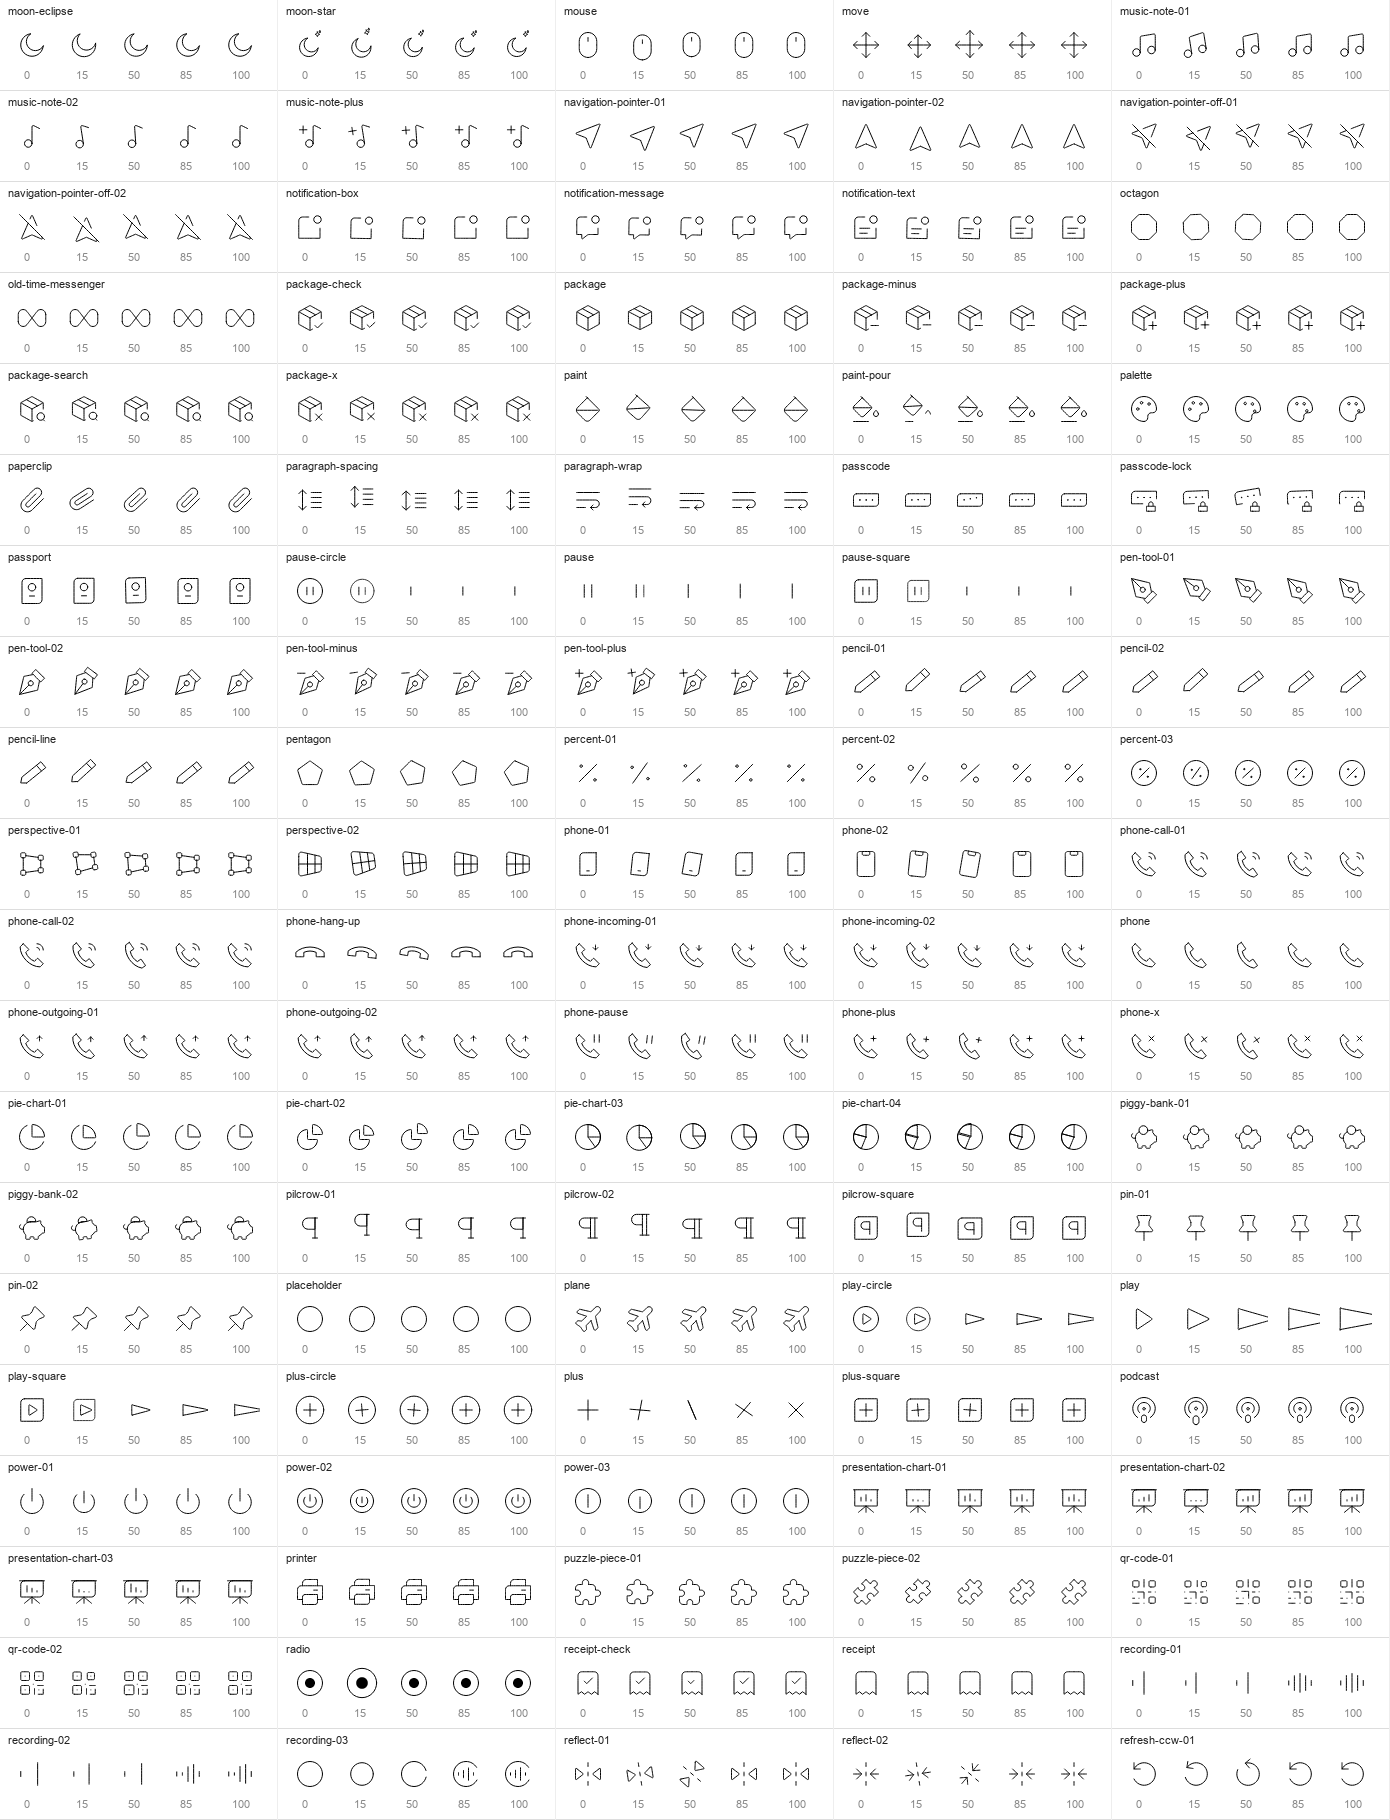 moon-eclipse moon-star mouse move music-note-01
0 15 50 85 100 0 15 50 85 100 0 15 50 85 100 0 15 50 85 100 0 15 50 85 100
music-note-02 music-note-plus navigation-pointer-01 navigation-pointer-02 navigation-pointer-off-01
0 15 50 85 100 0 15 50 85 100 0 15 50 85 100 0 15 50 85 100 0 15 50 85 100
navigation-pointer-off-02 notification-box notification-message notification-text octagon
0 15 50 85 100 0 15 50 85 100 0 15 50 85 100 0 15 50 85 100 0 15 50 85 100
old-time-messenger package-check package package-minus package-plus
0 15 50 85 100 0 15 50 85 100 0 15 50 85 100 0 15 50 85 100 0 15 50 85 100
package-search package-x paint paint-pour palette
0 15 50 85 100 0 15 50 85 100 0 15 50 85 100 0 15 50 85 100 0 15 50 85 100
paperclip paragraph-spacing paragraph-wrap passcode passcode-lock
0 15 50 85 100 0 15 50 85 100 0 15 50 85 100 0 15 50 85 100 0 15 50 85 100
passport pause-circle pause pause-square pen-tool-01
0 15 50 85 100 0 15 50 85 100 0 15 50 85 100 0 15 50 85 100 0 15 50 85 100
pen-tool-02 pen-tool-minus pen-tool-plus pencil-01 pencil-02
0 15 50 85 100 0 15 50 85 100 0 15 50 85 100 0 15 50 85 100 0 15 50 85 100
pencil-line pentagon percent-01 percent-02 percent-03
0 15 50 85 100 0 15 50 85 100 0 15 50 85 100 0 15 50 85 100 0 15 50 85 100
perspective-01 perspective-02 phone-01 phone-02 phone-call-01
0 15 50 85 100 0 15 50 85 100 0 15 50 85 100 0 15 50 85 100 0 15 50 85 100
phone-call-02 phone-hang-up phone-incoming-01 phone-incoming-02 phone
0 15 50 85 100 0 15 50 85 100 0 15 50 85 100 0 15 50 85 100 0 15 50 85 100
phone-outgoing-01 phone-outgoing-02 phone-pause phone-plus phone-x
0 15 50 85 100 0 15 50 85 100 0 15 50 85 100 0 15 50 85 100 0 15 50 85 100
pie-chart-01 pie-chart-02 pie-chart-03 pie-chart-04 piggy-bank-01
0 15 50 85 100 0 15 50 85 100 0 15 50 85 100 0 15 50 85 100 0 15 50 85 100
piggy-bank-02 pilcrow-01 pilcrow-02 pilcrow-square pin-01
0 15 50 85 100 0 15 50 85 100 0 15 50 85 100 0 15 50 85 100 0 15 50 85 100
pin-02 placeholder plane play-circle play
0 15 50 85 100 0 15 50 85 100 0 15 50 85 100 0 15 50 85 100 0 15 50 85 100
play-square plus-circle plus plus-square podcast
0 15 50 85 100 0 15 50 85 100 0 15 50 85 100 0 15 50 85 100 0 15 50 85 100
power-01 power-02 power-03 presentation-chart-01 presentation-chart-02
0 15 50 85 100 0 15 50 85 100 0 15 50 85 100 0 15 50 85 100 0 15 50 85 100
presentation-chart-03 printer puzzle-piece-01 puzzle-piece-02 qr-code-01
0 15 50 85 100 0 15 50 85 100 0 15 50 85 100 0 15 50 85 100 0 15 50 85 100
qr-code-02 radio receipt-check receipt recording-01
0 15 50 85 100 0 15 50 85 100 0 15 50 85 100 0 15 50 85 100 0 15 50 85 100
recording-02 recording-03 reflect-01 reflect-02 refresh-ccw-01
0 15 50 85 100 0 15 50 85 100 0 15 50 85 100 0 15 50 85 100 0 15 50 85 100